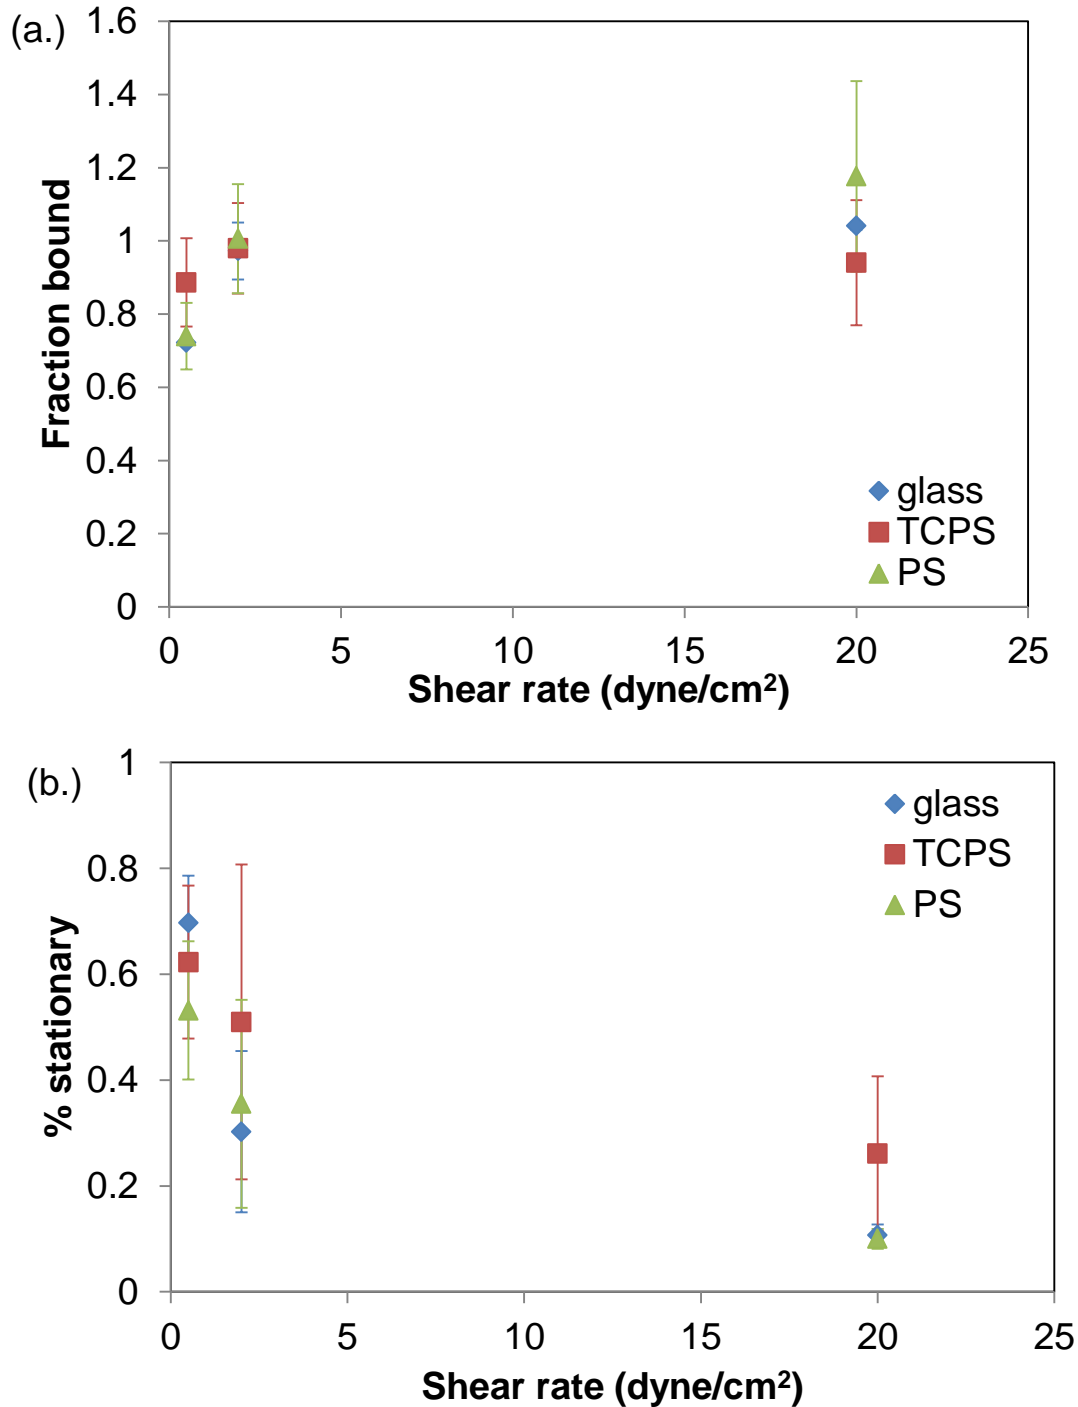 (a.)
1.6
1.4
1.2
1
0.8
0.6
0.4
0.2
0
Fraction bound
glass
TCPS
PS
0 5 10 15 20 25
Shear rate (dyne/cm²)
(b.)
1
0.8
0.6
0.4
0.2
0
% stationary
glass
TCPS
PS
0 5 10 15 20 25
Shear rate (dyne/cm²)